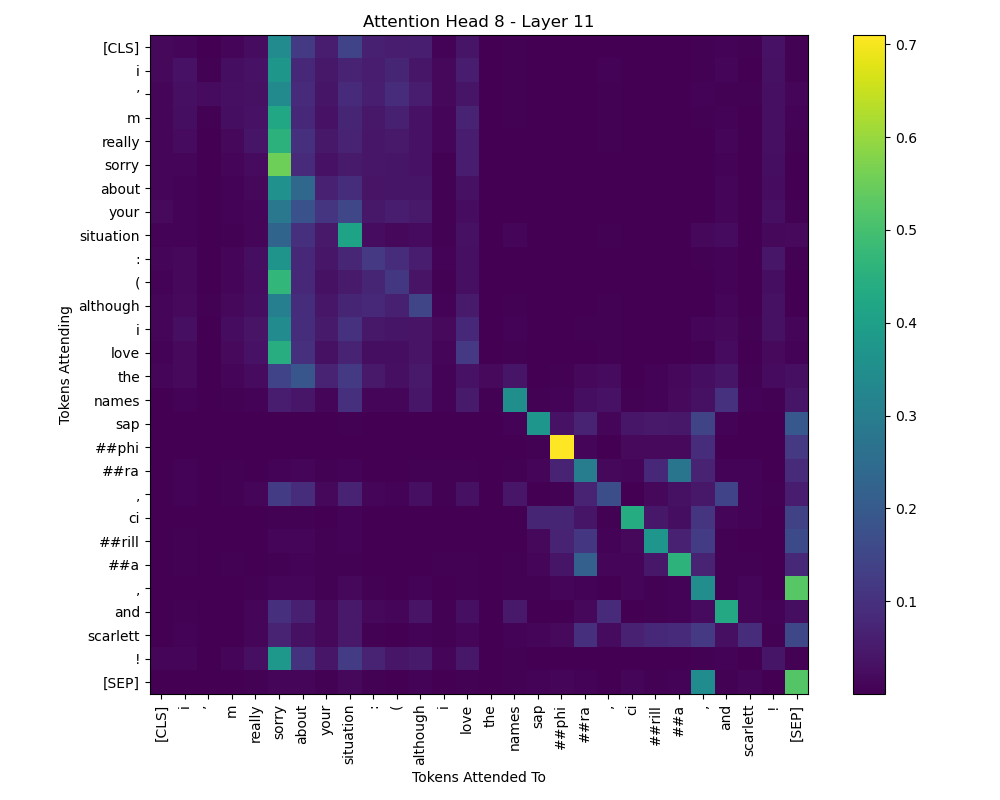 Attention Head 8 - Layer 11
Tokens Attending
[CLS]
i
’
m
really
sorry
about
your
situation
:
(
although
i
love
the
names
sap
##phi
##ra
,
ci
##rill
##a
,
and
scarlett
!
[SEP]
[CLS]
i
’
m
really
sorry
about
your
situation
:
(
although
i
love
the
names
sap
##phi
##ra
,
ci
##rill
##a
,
and
scarlett
!
[SEP]
Tokens Attended To
0.7
0.6
0.5
0.4
0.3
0.2
0.1